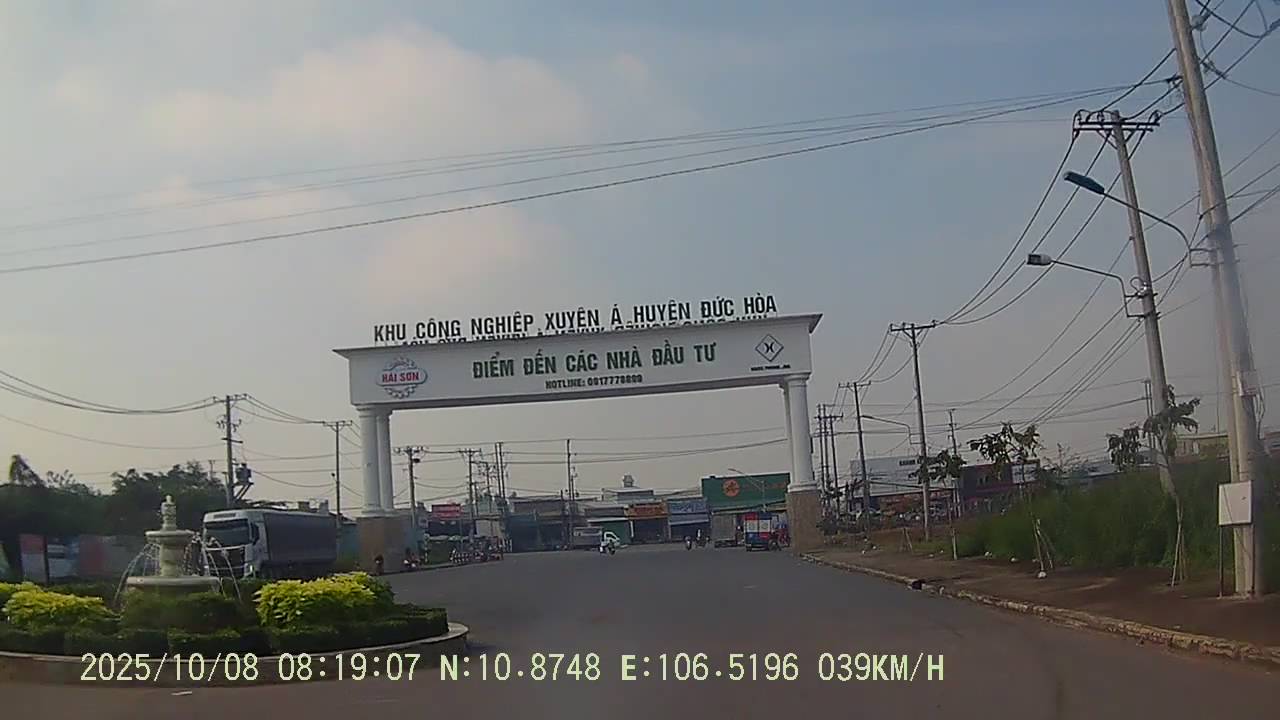 KHU CÔNG NGHIỆP XUYÊN Á HUYỆN ĐỨC HÒA
HẢI SƠN
ĐIỂM ĐẾN CÁC NHÀ ĐẦU TƯ
HOTLINE: 0917778899
2025/10/08 08:19:07 N:10.8748 E:106.5196 039KM/H